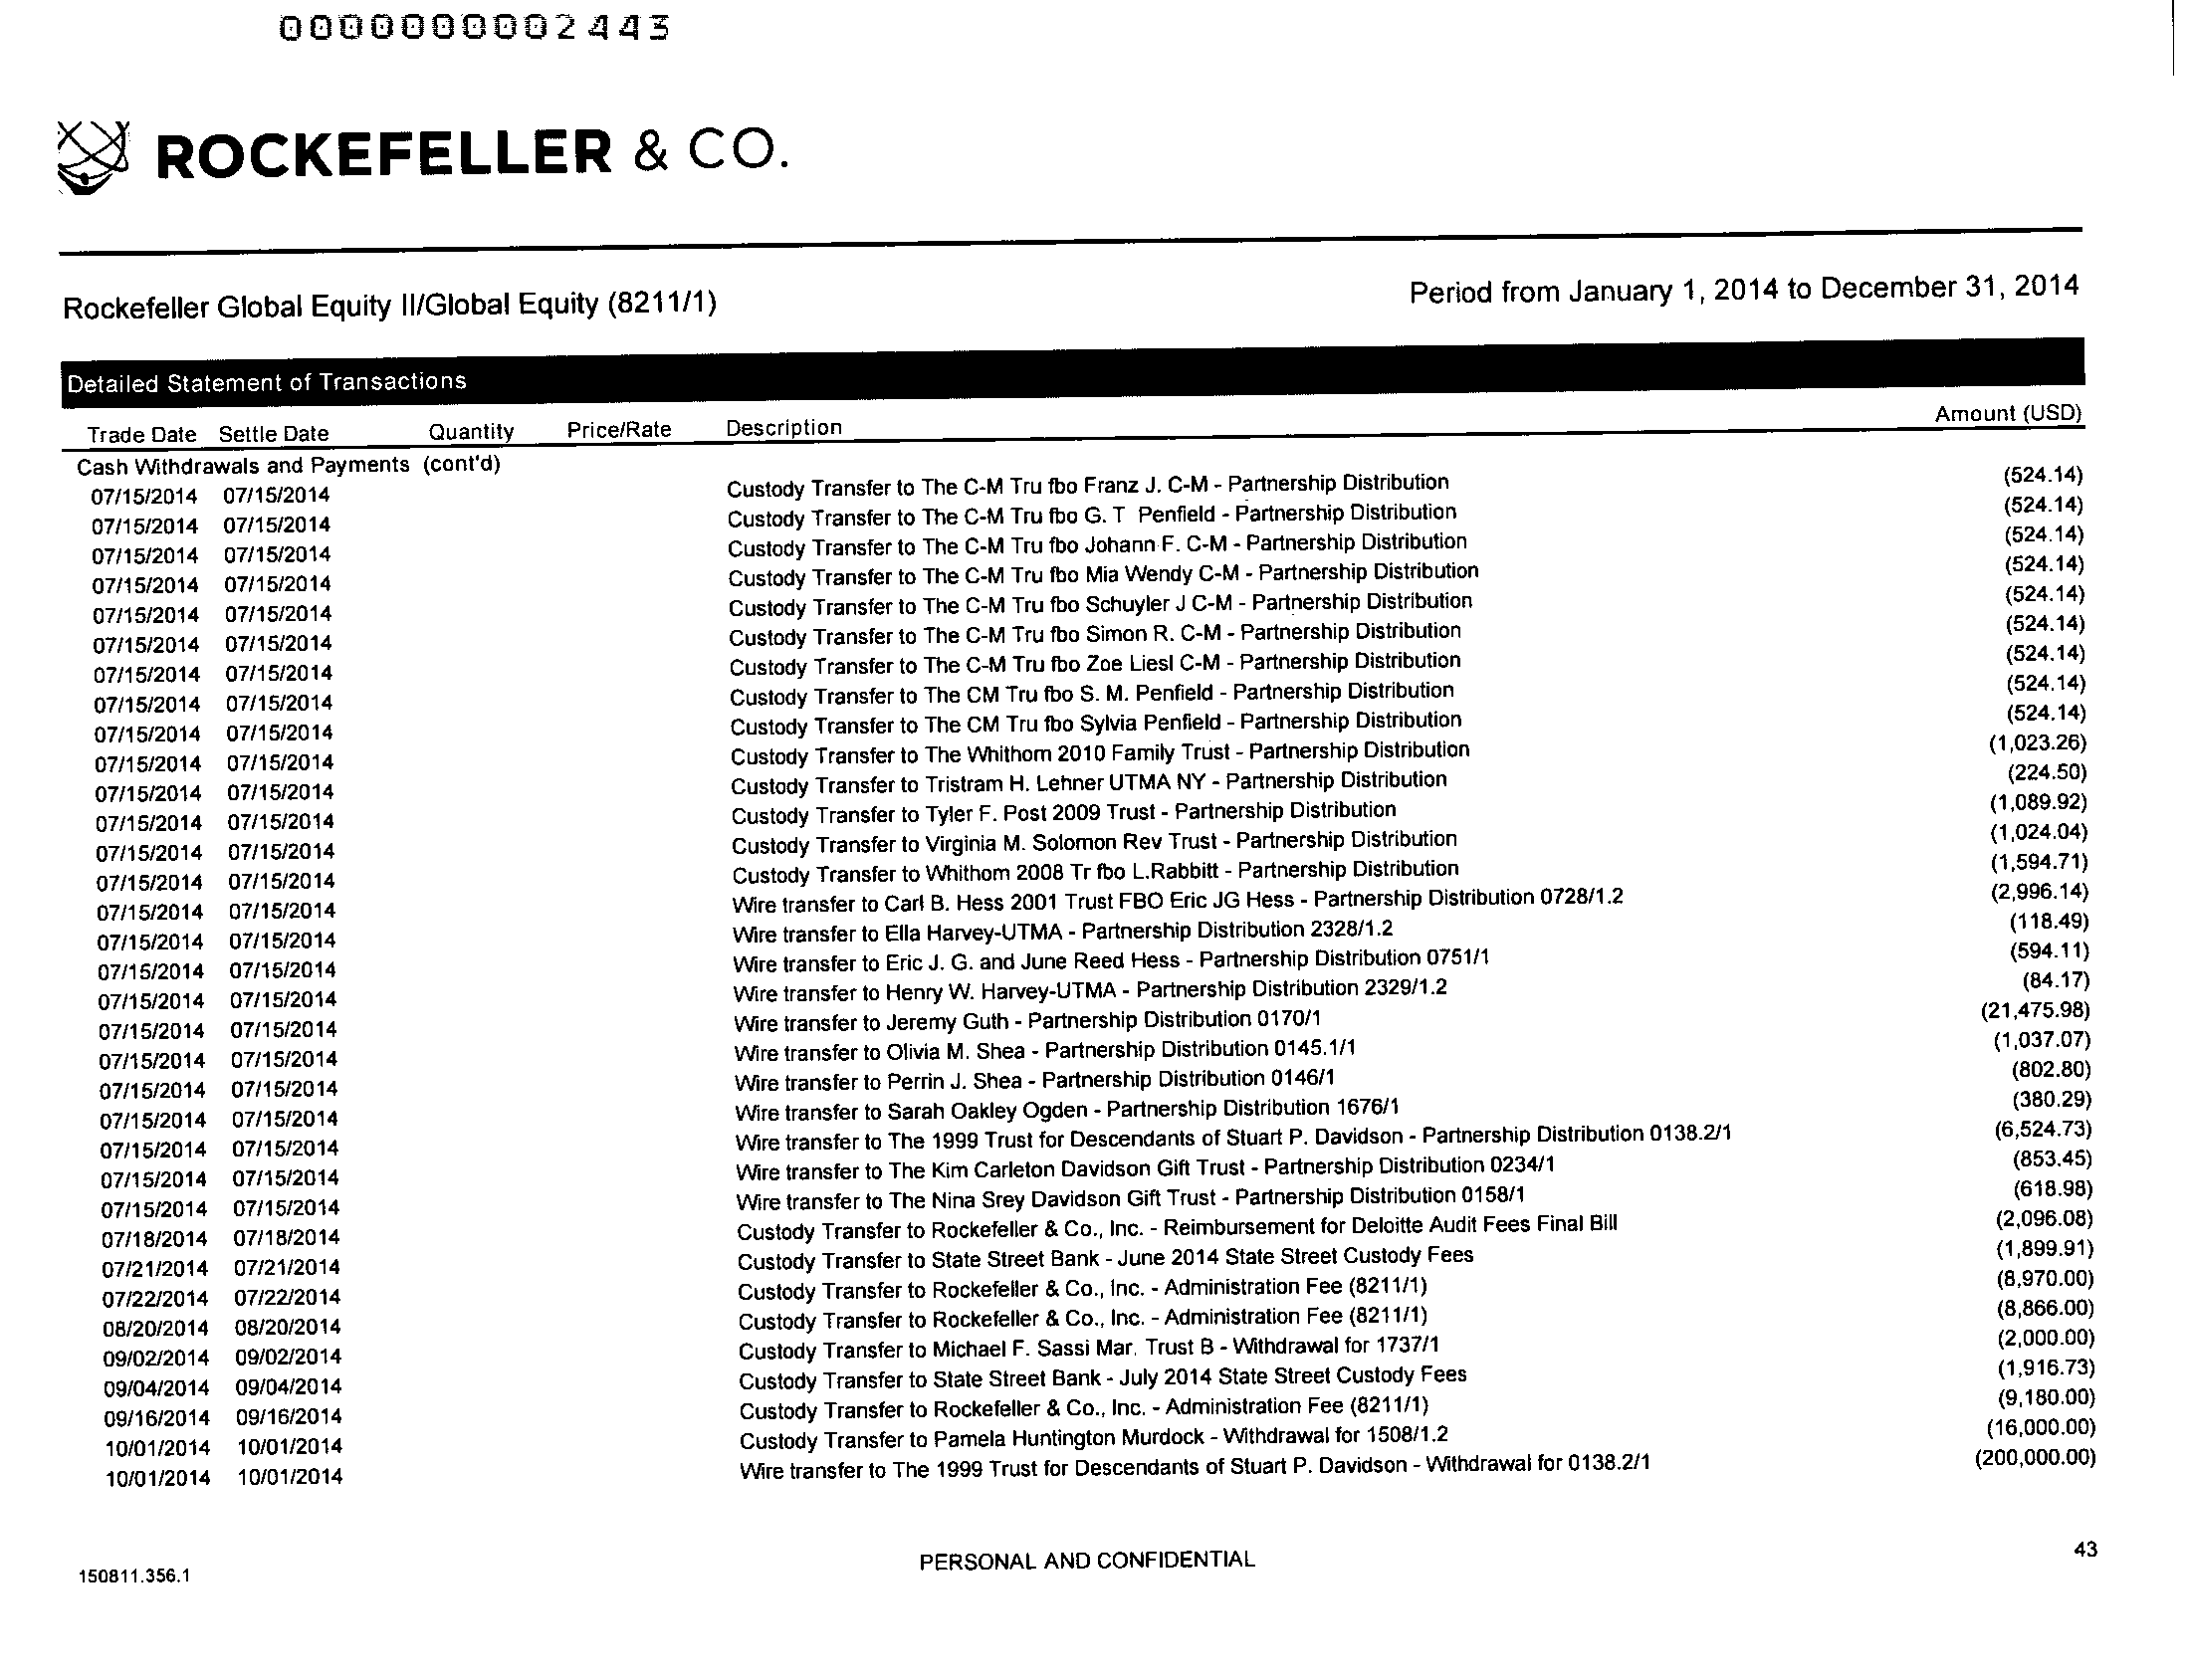 0000000002443
ROCKEFELLER & CO.
Rockefeller Global Equity II/Global Equity (8211/1) Period from January 1, 2014 to December 31, 2014
Detailed Statement of Transactions
Trade Date Settle Date Quantity Price/Rate Description Amount (USD)
Cash Withdrawals and Payments (cont'd)
07/15/2014 07/15/2014 Custody Transfer to The C-M Tru fbo Franz J. C-M - Partnership Distribution (524.14)
07/15/2014 07/15/2014 Custody Transfer to The C-M Tru fbo G. T Penfield - Partnership Distribution (524.14)
07/15/2014 07/15/2014 Custody Transfer to The C-M Tru fbo Johann F. C-M - Partnership Distribution (524.14)
07/15/2014 07/15/2014 Custody Transfer to The C-M Tru fbo Mia Wendy C-M - Partnership Distribution (524.14)
07/15/2014 07/15/2014 Custody Transfer to The C-M Tru fbo Schuyler J C-M - Partnership Distribution (524.14)
07/15/2014 07/15/2014 Custody Transfer to The C-M Tru fbo Simon R. C-M - Partnership Distribution (524.14)
07/15/2014 07/15/2014 Custody Transfer to The C-M Tru fbo Zoe Liesl C-M - Partnership Distribution (524.14)
07/15/2014 07/15/2014 Custody Transfer to The CM Tru fbo S. M. Penfield - Partnership Distribution (524.14)
07/15/2014 07/15/2014 Custody Transfer to The CM Tru fbo Sylvia Penfield - Partnership Distribution (524.14)
07/15/2014 07/15/2014 Custody Transfer to The Whithom 2010 Family Trust - Partnership Distribution (1,023.26)
07/15/2014 07/15/2014 Custody Transfer to Tristram H. Lehner UTMA NY - Partnership Distribution (224.50)
07/15/2014 07/15/2014 Custody Transfer to Tyler F. Post 2009 Trust - Partnership Distribution (1,089.92)
07/15/2014 07/15/2014 Custody Transfer to Virginia M. Solomon Rev Trust - Partnership Distribution (1,024.04)
07/15/2014 07/15/2014 Custody Transfer to Whithom 2008 Tr fbo L.Rabbitt - Partnership Distribution (1,594.71)
07/15/2014 07/15/2014 Wire transfer to Carl B. Hess 2001 Trust FBO Eric JG Hess - Partnership Distribution 0728/1.2 (2,996.14)
07/15/2014 07/15/2014 Wire transfer to Ella Harvey-UTMA - Partnership Distribution 2328/1.2 (118.49)
07/15/2014 07/15/2014 Wire transfer to Eric J. G. and June Reed Hess - Partnership Distribution 0751/1 (594.11)
07/15/2014 07/15/2014 Wire transfer to Henry W. Harvey-UTMA - Partnership Distribution 2329/1.2 (84.17)
07/15/2014 07/15/2014 Wire transfer to Jeremy Guth - Partnership Distribution 0170/1 (21,475.98)
07/15/2014 07/15/2014 Wire transfer to Olivia M. Shea - Partnership Distribution 0145.1/1 (1,037.07)
07/15/2014 07/15/2014 Wire transfer to Perrin J. Shea - Partnership Distribution 0146/1 (802.80)
07/15/2014 07/15/2014 Wire transfer to Sarah Oakley Ogden - Partnership Distribution 1676/1 (380.29)
07/15/2014 07/15/2014 Wire transfer to The 1999 Trust for Descendants of Stuart P. Davidson - Partnership Distribution 0138.2/1 (6,524.73)
07/15/2014 07/15/2014 Wire transfer to The Kim Carleton Davidson Gift Trust - Partnership Distribution 0234/1 (853.45)
07/15/2014 07/15/2014 Wire transfer to The Nina Srey Davidson Gift Trust - Partnership Distribution 0158/1 (618.98)
07/18/2014 07/18/2014 Custody Transfer to Rockefeller & Co., Inc. - Reimbursement for Deloitte Audit Fees Final Bill (2,096.08)
07/21/2014 07/21/2014 Custody Transfer to State Street Bank - June 2014 State Street Custody Fees (1,899.91)
07/22/2014 07/22/2014 Custody Transfer to Rockefeller & Co., Inc. - Administration Fee (8211/1) (8,970.00)
08/20/2014 08/20/2014 Custody Transfer to Rockefeller & Co., Inc. - Administration Fee (8211/1) (8,866.00)
09/02/2014 09/02/2014 Custody Transfer to Michael F. Sassi Mar. Trust B - Withdrawal for 1737/1 (2,000.00)
09/04/2014 09/04/2014 Custody Transfer to State Street Bank - July 2014 State Street Custody Fees (1,916.73)
09/16/2014 09/16/2014 Custody Transfer to Rockefeller & Co., Inc. - Administration Fee (8211/1) (9,180.00)
10/01/2014 10/01/2014 Custody Transfer to Pamela Huntington Murdock - Withdrawal for 1508/1.2 (16,000.00)
10/01/2014 10/01/2014 Wire transfer to The 1999 Trust for Descendants of Stuart P. Davidson - Withdrawal for 0138.2/1 (200,000.00)
150811.356.1 PERSONAL AND CONFIDENTIAL 43